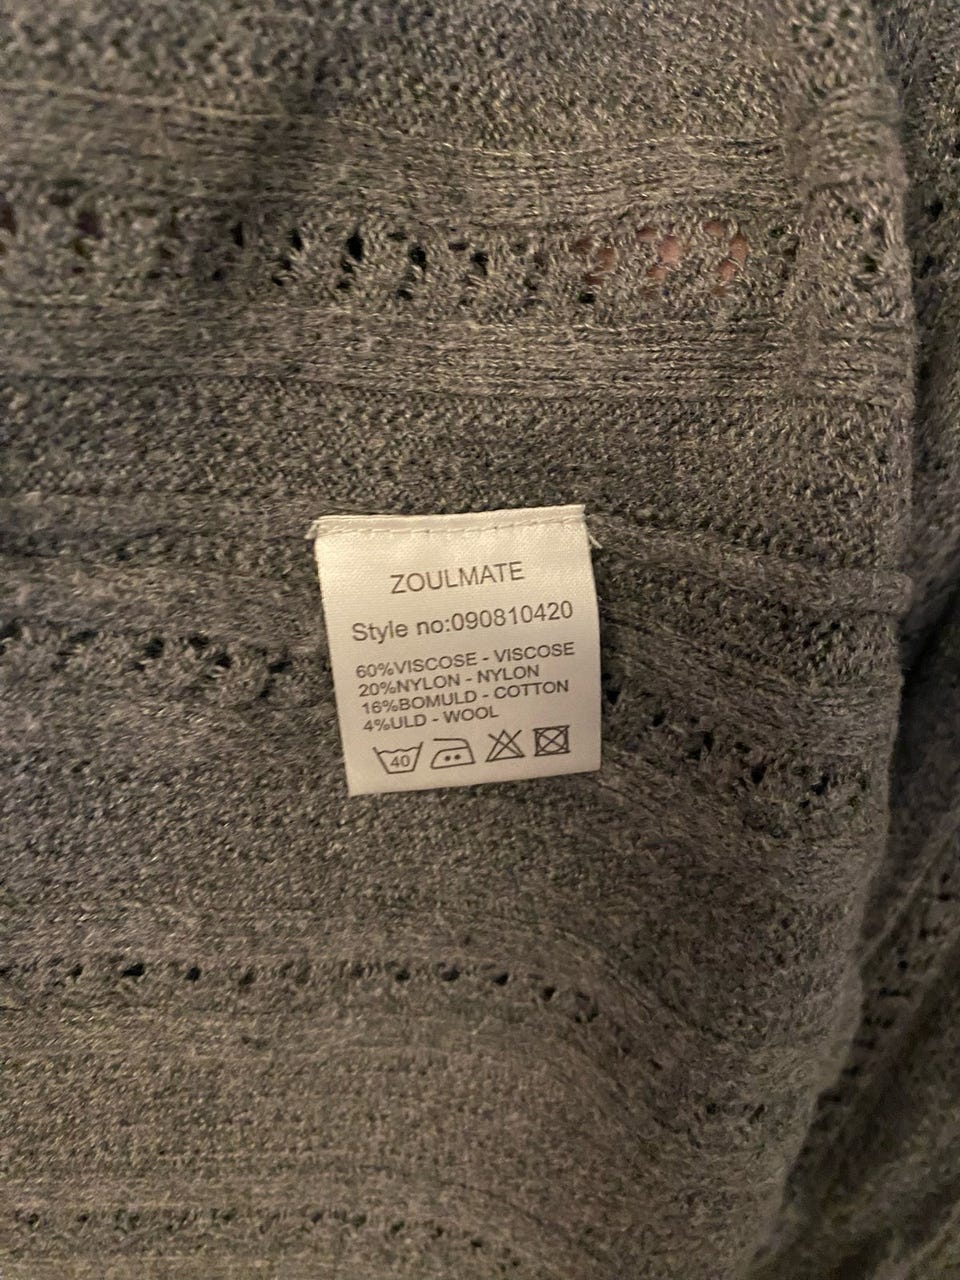 ZOULMATE
Style no:090810420
60%VISCOSE - VISCOSE
20%NYLON - NYLON
16%BOMULD - COTTON
4%ULD - WOOL
40